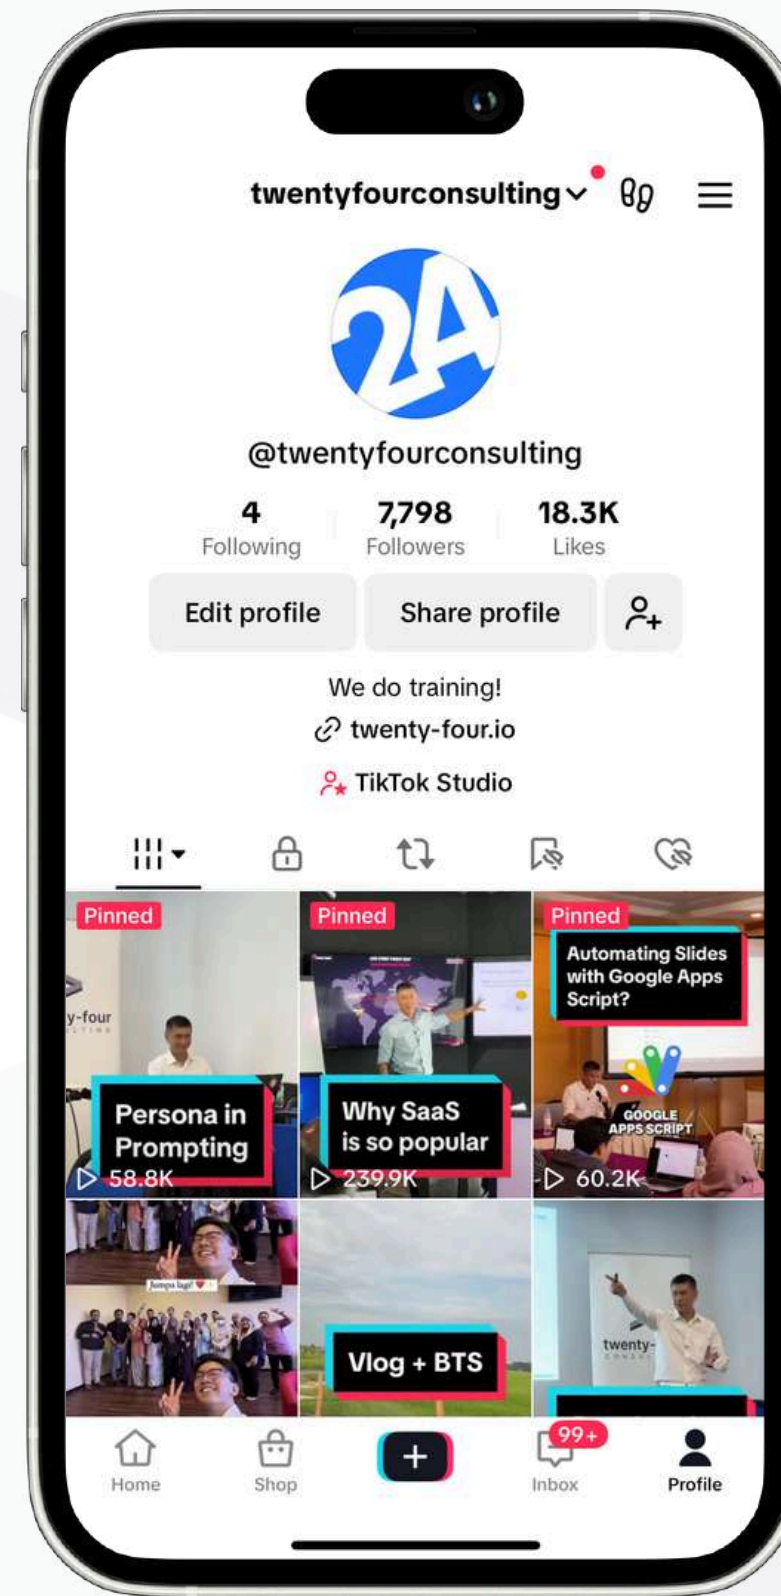 twentyfourconsulting
24
@twentyfourconsulting
4 7,798 18.3K
Following Followers Likes
Edit profile Share profile
We do training!
twenty-four.io
TikTok Studio
Pinned Pinned Pinned
Automating Slides
with Google Apps
Script?
y-four
Persona in
Prompting
58.8K
Why SaaS
is so popular
239.9K
GOOGLE
APPS SCRIPT
60.2K
Jumpa lagi!
Vlog + BTS
twenty-
99+
Home Shop Inbox Profile